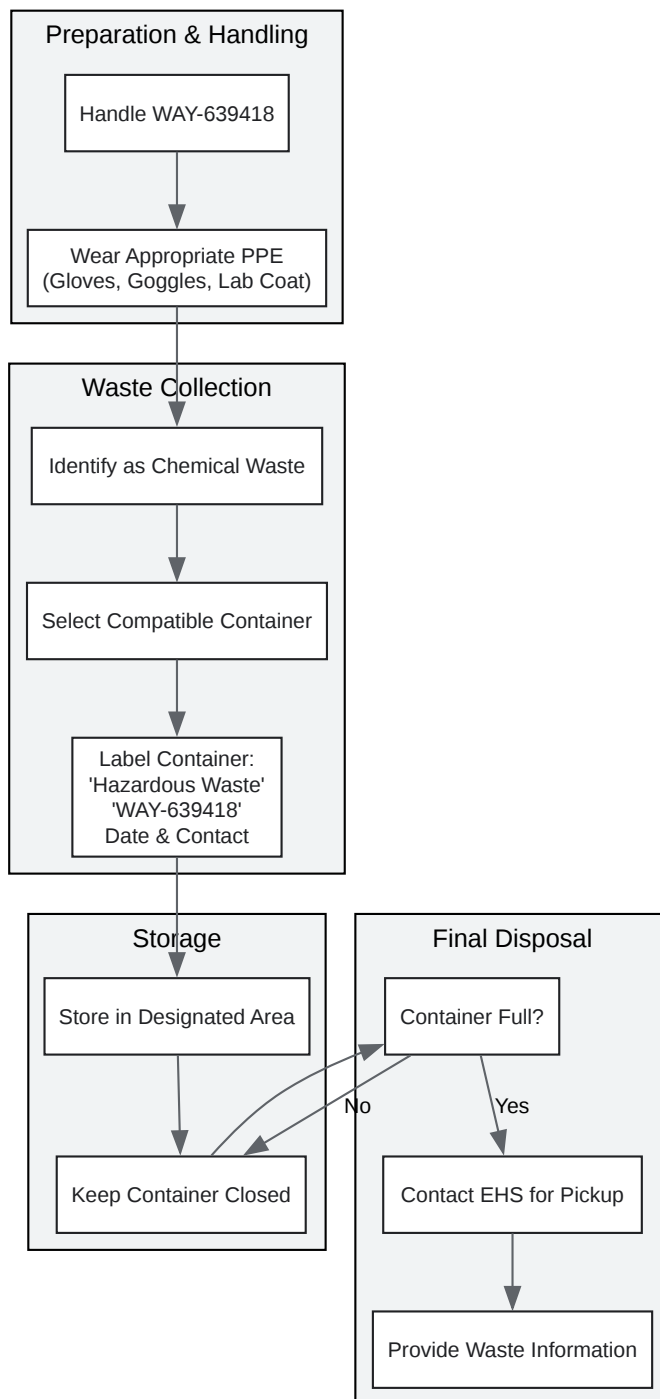 Preparation & Handling
Handle WAY-639418
Wear Appropriate PPE
(Gloves, Goggles, Lab Coat)
Waste Collection
Identify as Chemical Waste
Select Compatible Container
Label Container:
'Hazardous Waste'
'WAY-639418'
Date & Contact
Storage
Store in Designated Area
Keep Container Closed
Final Disposal
Container Full?
No
Yes
Contact EHS for Pickup
Provide Waste Information